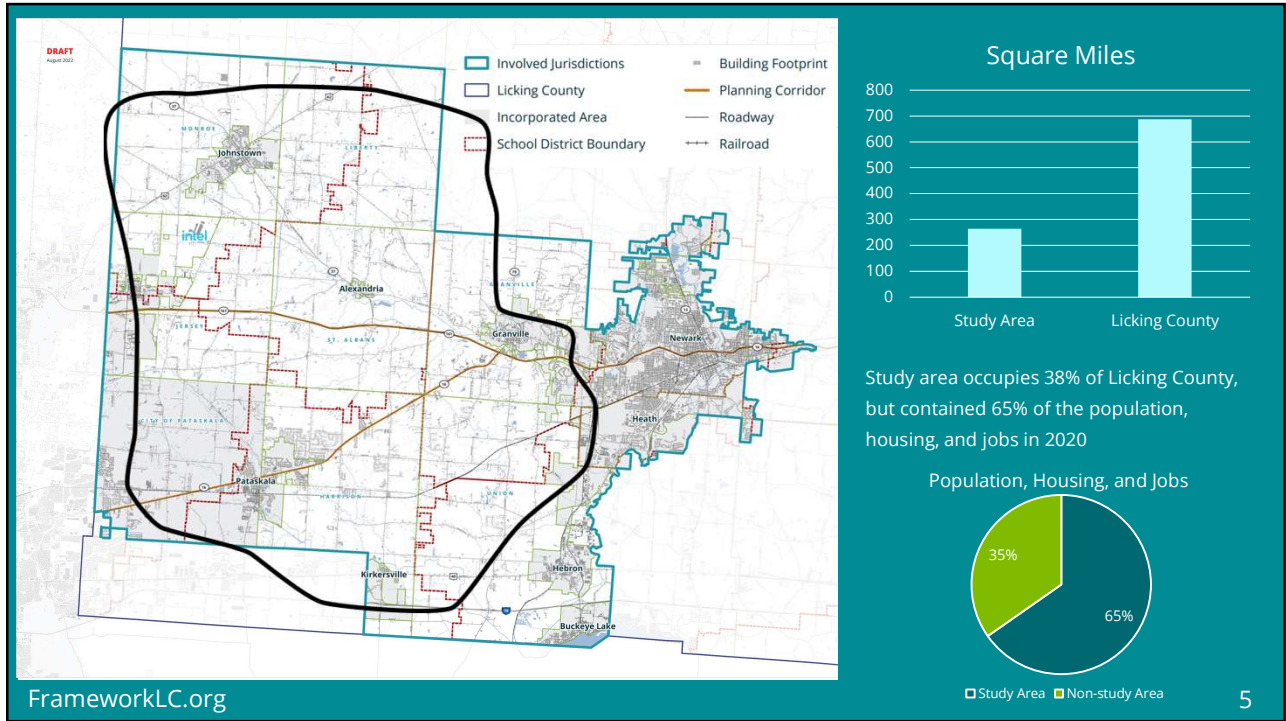 DRAFT
August 2022
Involved Jurisdictions
Licking County
Incorporated Area
School District Boundary
Building Footprint
Planning Corridor
Roadway
Railroad
MONROE
Johnstown
LIBERTY
intel
Alexandria
GRANVILLE
JERSEY
ST. ALBANS
Granville
Newark
CITY OF PATASKALA
Heath
Pataskala
HARRISON
UNION
Kirkersville
Hebron
Buckeye Lake
Square Miles
800
700
600
500
400
300
200
100
0
Study Area
Licking County
Study area occupies 38% of Licking County,
but contained 65% of the population,
housing, and jobs in 2020
Population, Housing, and Jobs
35%
65%
Study Area
Non-study Area
FrameworkLC.org
5